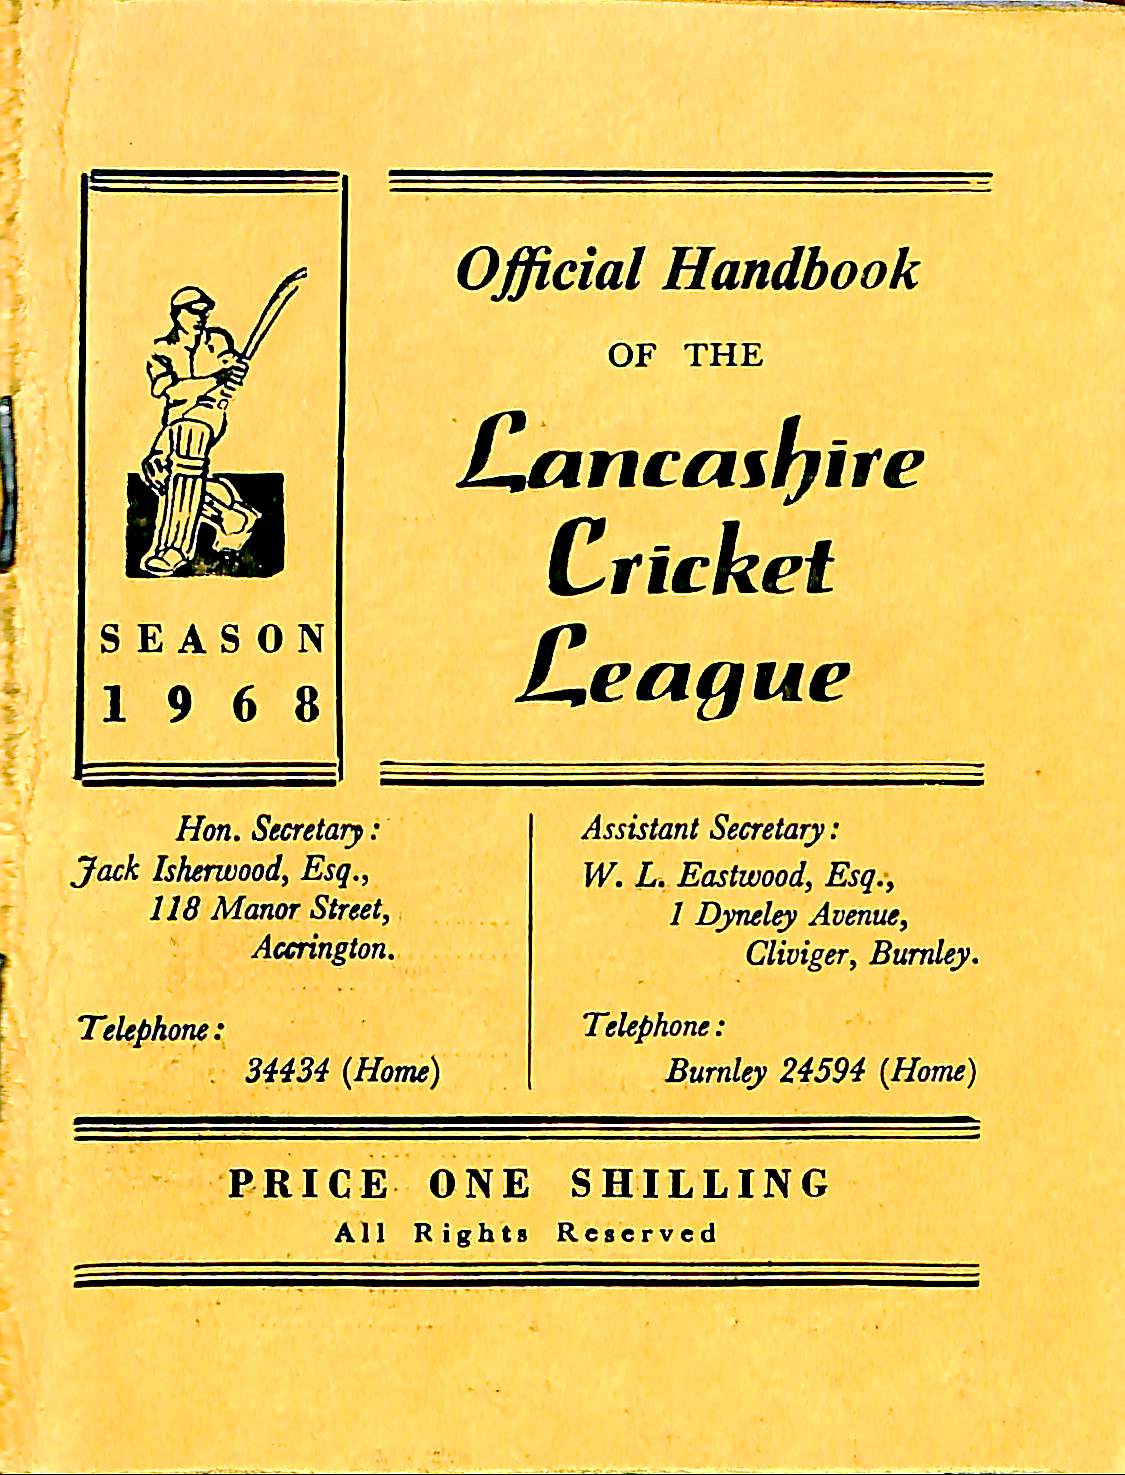 Official Handbook
OF THE
Lancashire
Cricket
League
SEASON
1968
Hon. Secretary:
Jack Isherwood, Esq.,
118 Manor Street,
Accrington.
Telephone:
34434 (Home)
Assistant Secretary:
W. L. Eastwood, Esq.,
1 Dyneley Avenue,
Cliviger, Burnley.
Telephone:
Burnley 24594 (Home)
PRICE ONE SHILLING
All Rights Reserved